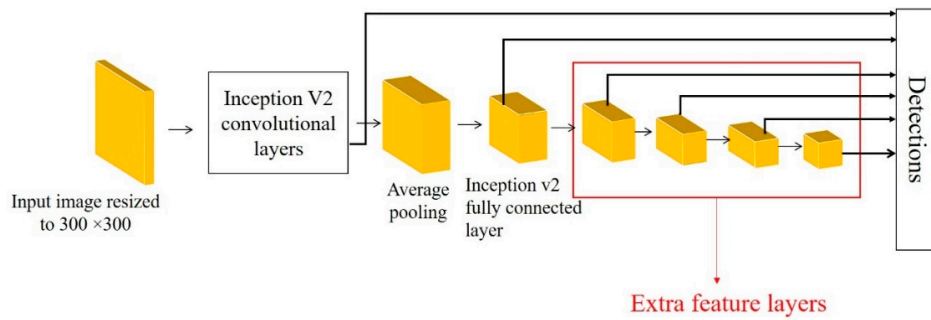 Input image resized
to 300 ×300
Inception V2
convolutional
layers
Average
pooling
Inception v2
fully connected
layer
Extra feature layers
Detections